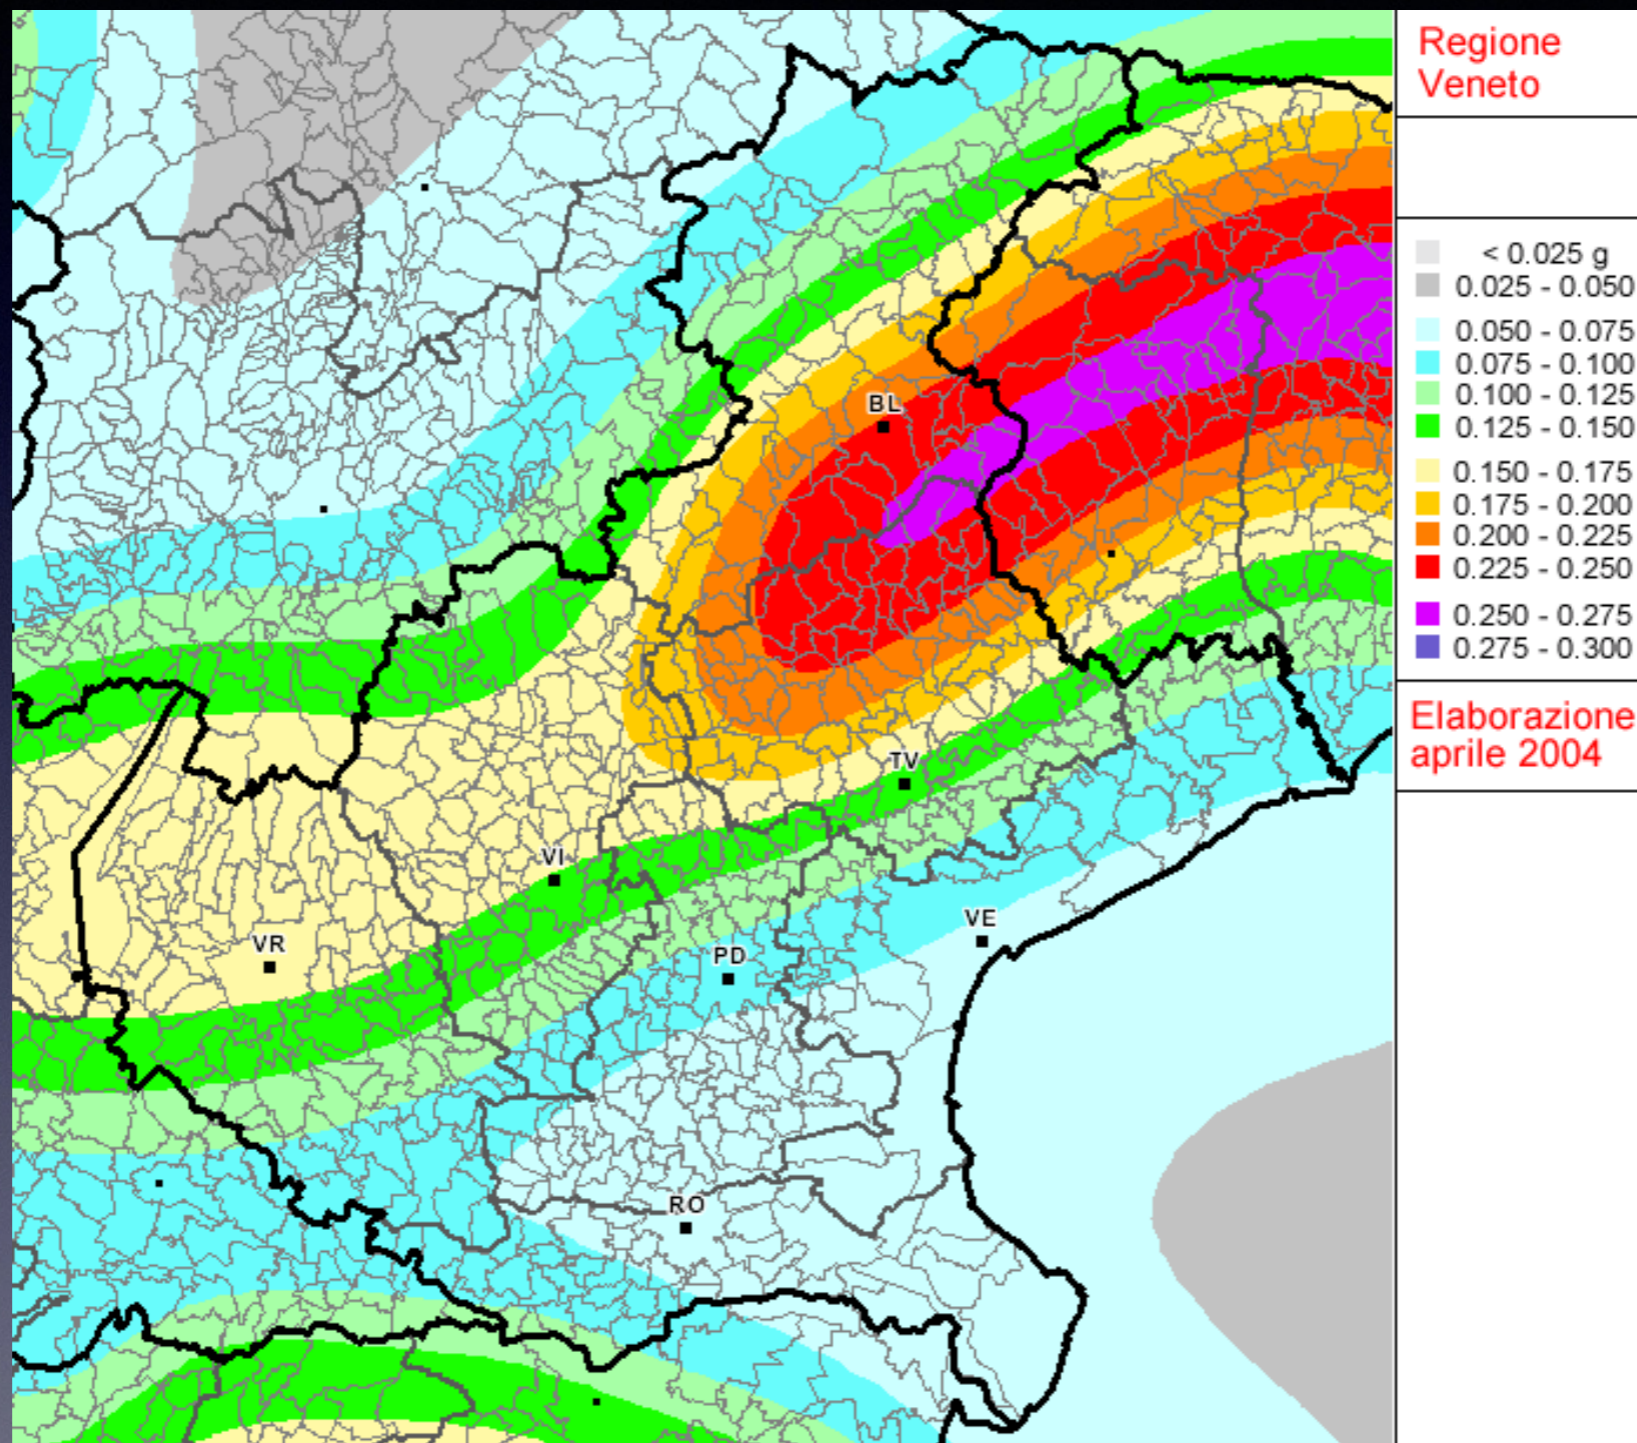 Regione
Veneto
< 0.025 g
0.025 - 0.050
0.050 - 0.075
0.075 - 0.100
0.100 - 0.125
0.125 - 0.150
0.150 - 0.175
0.175 - 0.200
0.200 - 0.225
0.225 - 0.250
0.250 - 0.275
0.275 - 0.300
Elaborazione
aprile 2004
BL
TV
VI
VE
VR
PD
RO